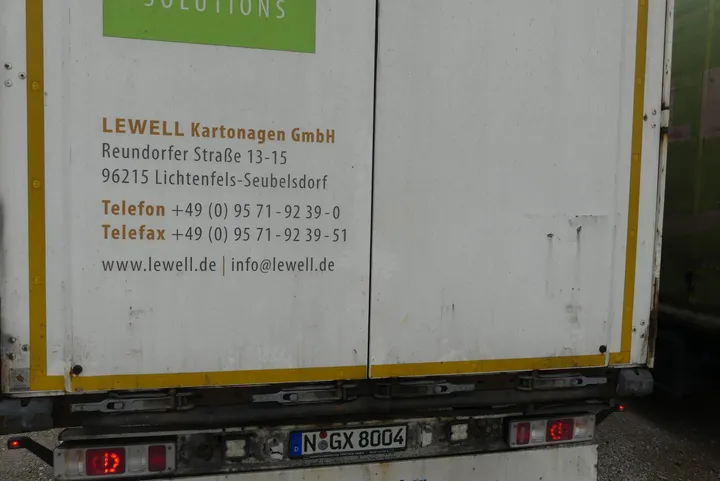 SOLUTIONS
LEWELL Kartonagen GmbH
Reundorfer Straße 13-15
96215 Lichtenfels-Seubelsdorf
Telefon +49 (0) 95 71-92 39-0
Telefax +49 (0) 95 71-92 39-51
www.lewell.de | info@lewell.de
D N GX 8004